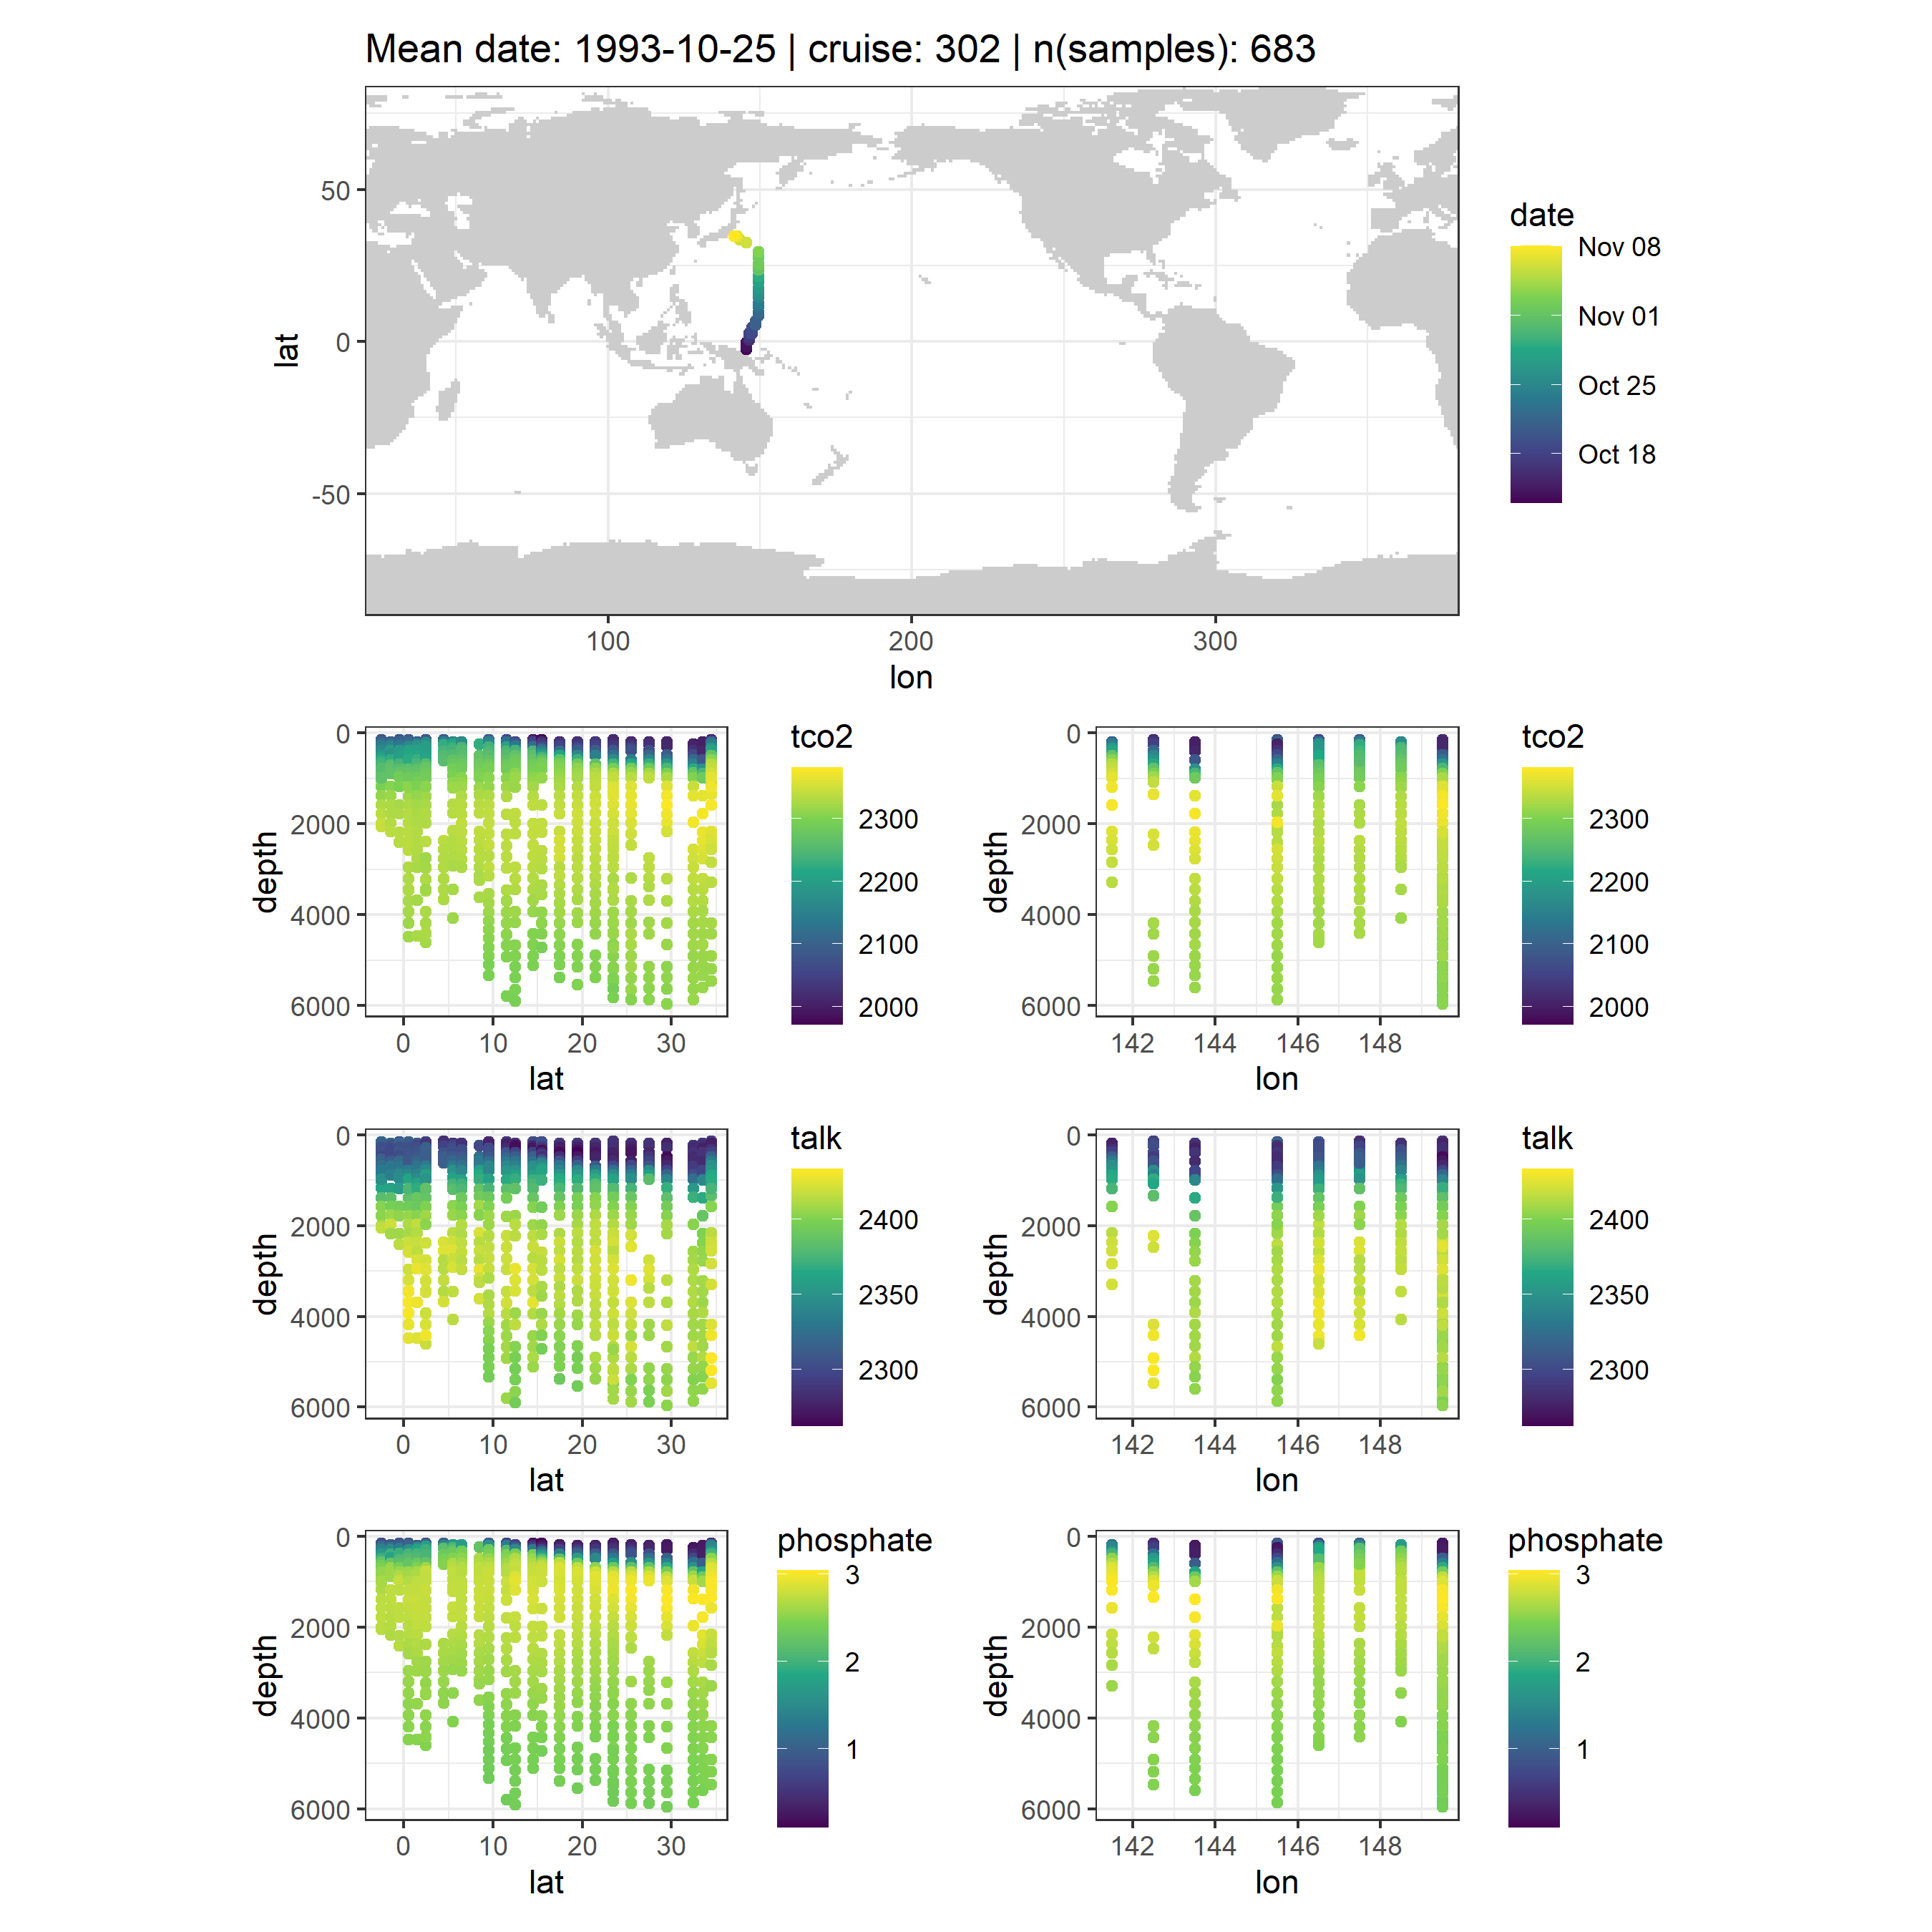 Mean date: 1993-10-25 | cruise: 302 | n(samples): 683
lat
50
0
-50
100
200
300
lon
date
Nov 08
Nov 01
Oct 25
Oct 18
depth
0
2000
4000
6000
0
10
20
30
lat
tco2
2300
2200
2100
2000
depth
0
2000
4000
6000
142
144
146
148
lon
tco2
2300
2200
2100
2000
depth
0
2000
4000
6000
0
10
20
30
lat
talk
2400
2350
2300
depth
0
2000
4000
6000
142
144
146
148
lon
talk
2400
2350
2300
depth
0
2000
4000
6000
0
10
20
30
lat
phosphate
3
2
1
depth
0
2000
4000
6000
142
144
146
148
lon
phosphate
3
2
1